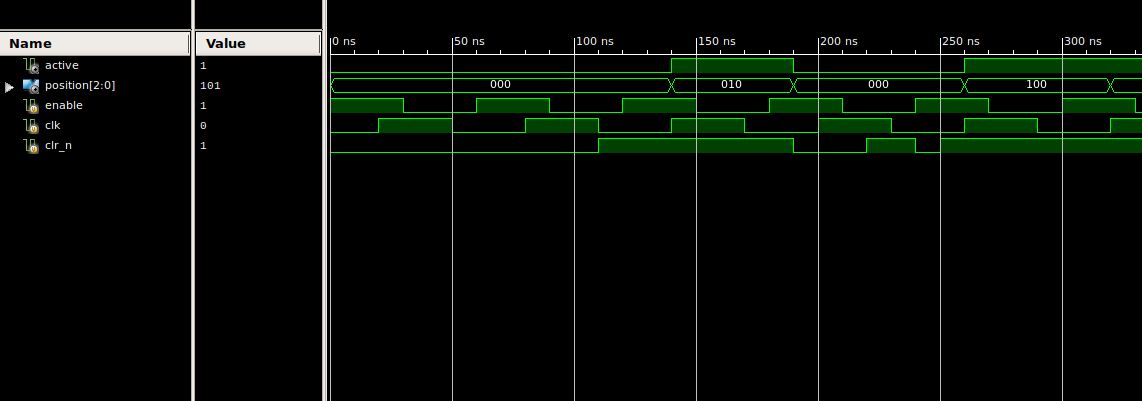 0 ns 50 ns 100 ns 150 ns 200 ns 250 ns 300 ns
Name Value
active 1
position[2:0] 101 000 010 000 100
enable 1
clk 0
clr_n 1